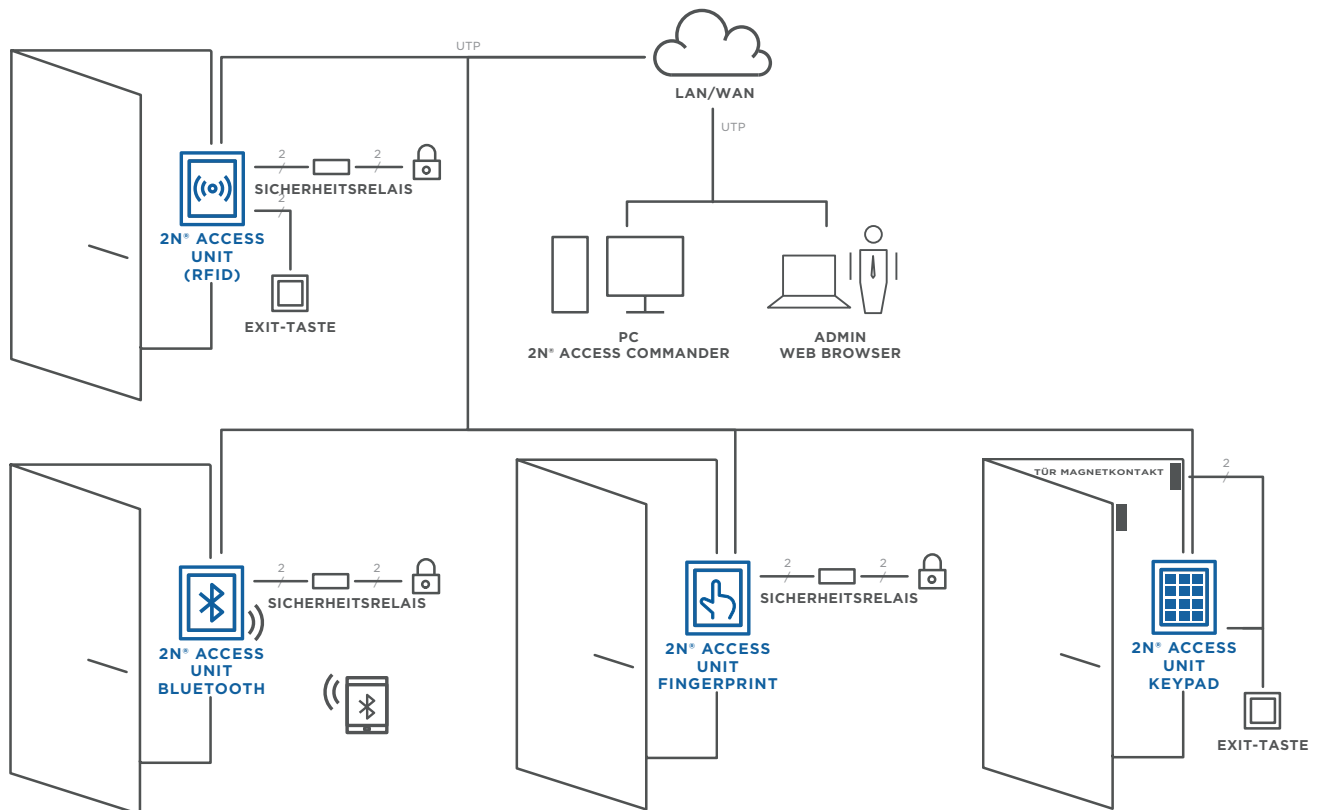 UTP
LAN/WAN
UTP
2
2
SICHERHEITSRELAIS
2
2N® ACCESS
UNIT
(RFID)
EXIT-TASTE
PC
2N® ACCESS COMMANDER
ADMIN
WEB BROWSER
2
2
SICHERHEITSRELAIS
2N® ACCESS
UNIT
BLUETOOTH
2
2
SICHERHEITSRELAIS
2N® ACCESS
UNIT
FINGERPRINT
TÜR MAGNETKONTAKT
2
2N® ACCESS
UNIT
KEYPAD
EXIT-TASTE